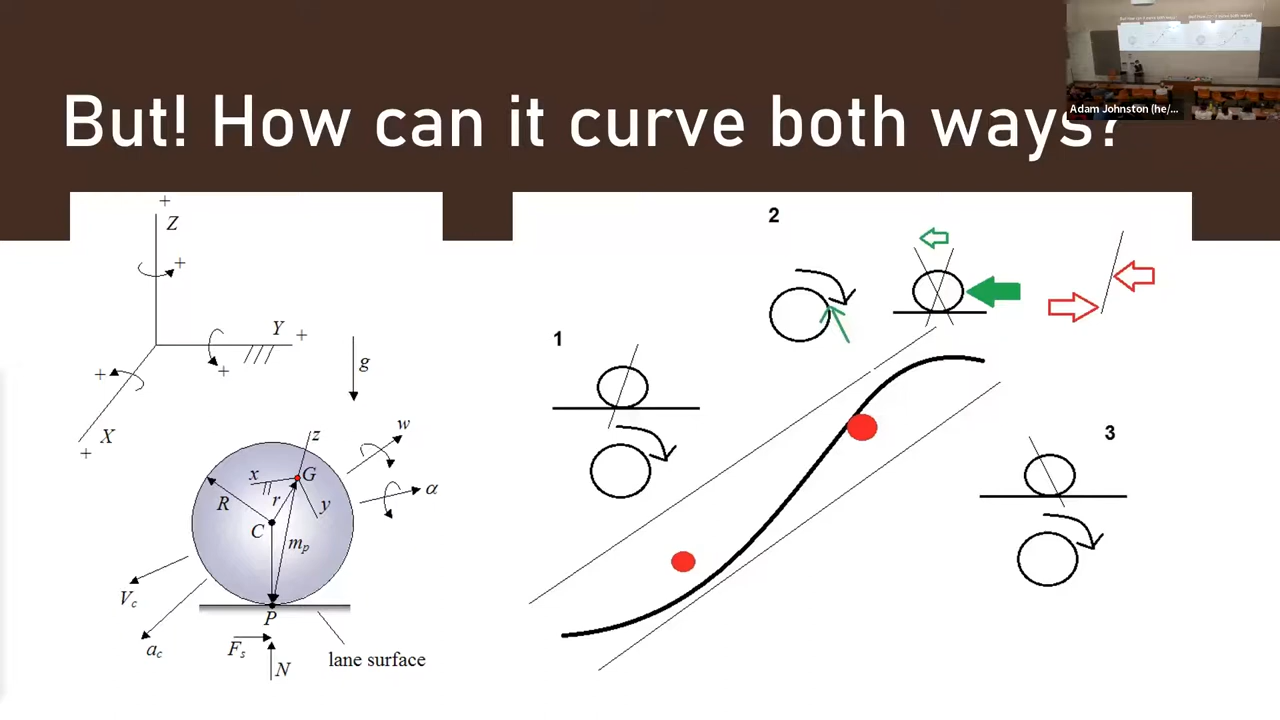 But! How can it curve both ways?
Adam Johnston (he/...
+
Z
+
Y
+
+
+
X
+
g
w
z
x
G
α
R
r
y
C
m_p
V_c
P
a_c
F_s
N
lane surface
2
1
3